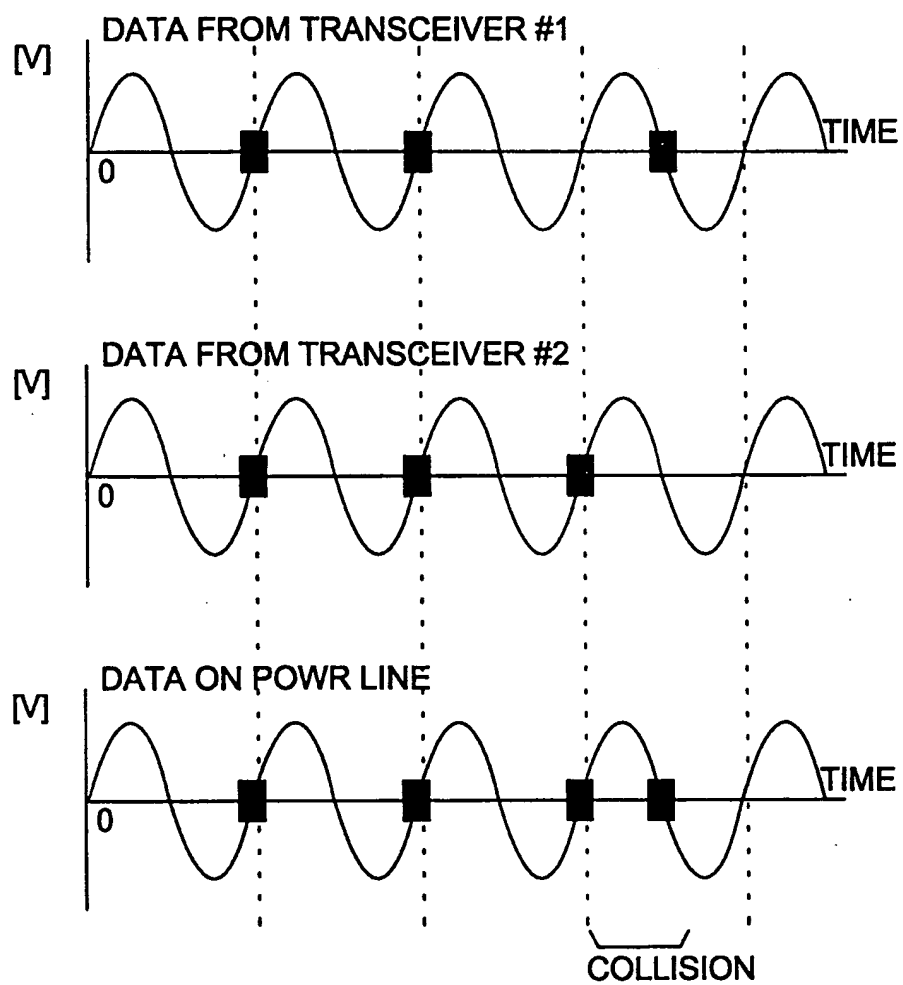 DATA FROM TRANSCEIVER #1
[V]
TIME
0
DATA FROM TRANSCEIVER #2
[V]
TIME
0
DATA ON POWR LINE
[V]
TIME
0
COLLISION